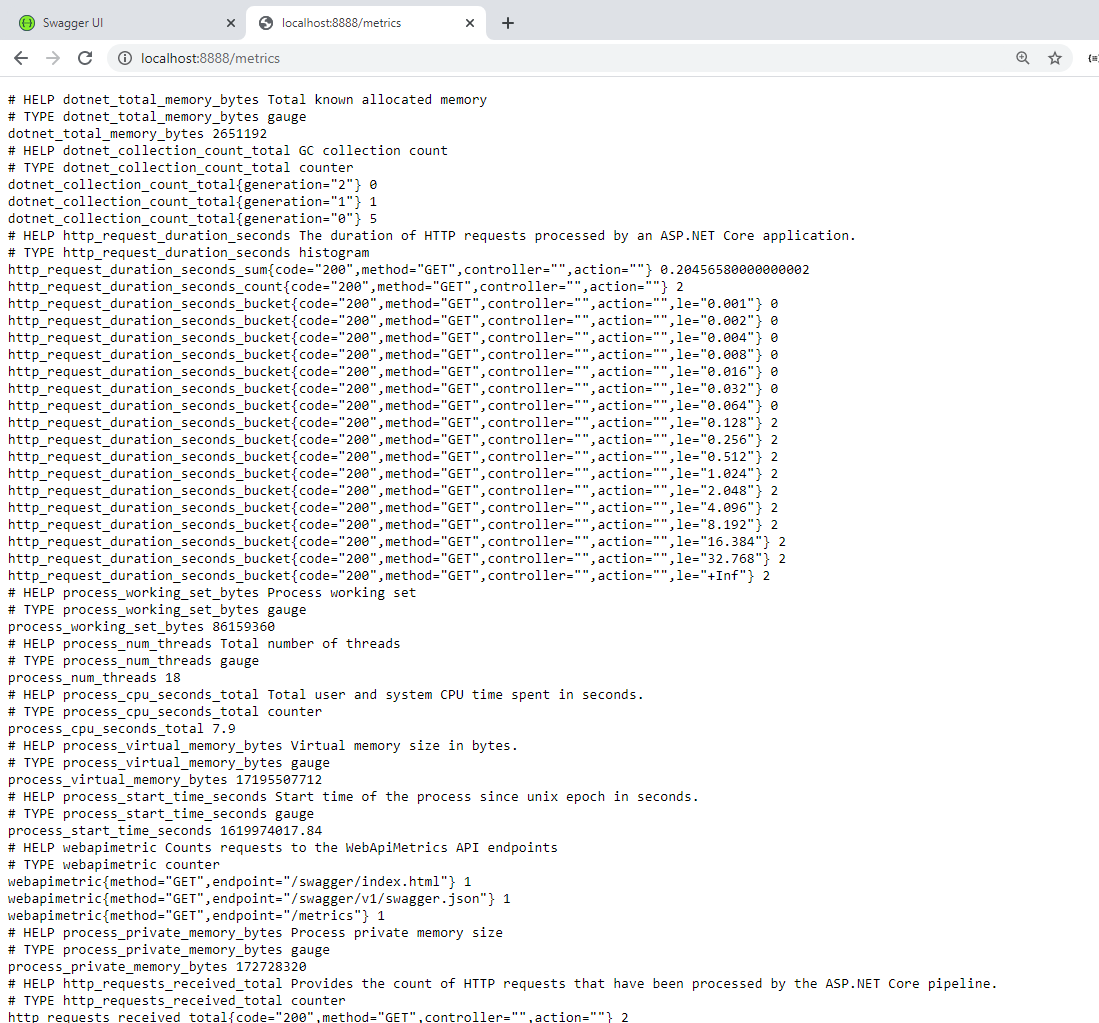 Swagger UI
localhost:8888/metrics
localhost:8888/metrics
# HELP dotnet_total_memory_bytes Total known allocated memory
# TYPE dotnet_total_memory_bytes gauge
dotnet_total_memory_bytes 2651192
# HELP dotnet_collection_count_total GC collection count
# TYPE dotnet_collection_count_total counter
dotnet_collection_count_total{generation="2"} 0
dotnet_collection_count_total{generation="1"} 1
dotnet_collection_count_total{generation="0"} 5
# HELP http_request_duration_seconds The duration of HTTP requests processed by an ASP.NET Core application.
# TYPE http_request_duration_seconds histogram
http_request_duration_seconds_sum{code="200",method="GET",controller="",action=""} 0.20456580000000002
http_request_duration_seconds_count{code="200",method="GET",controller="",action=""} 2
http_request_duration_seconds_bucket{code="200",method="GET",controller="",action="",le="0.001"} 0
http_request_duration_seconds_bucket{code="200",method="GET",controller="",action="",le="0.002"} 0
http_request_duration_seconds_bucket{code="200",method="GET",controller="",action="",le="0.004"} 0
http_request_duration_seconds_bucket{code="200",method="GET",controller="",action="",le="0.008"} 0
http_request_duration_seconds_bucket{code="200",method="GET",controller="",action="",le="0.016"} 0
http_request_duration_seconds_bucket{code="200",method="GET",controller="",action="",le="0.032"} 0
http_request_duration_seconds_bucket{code="200",method="GET",controller="",action="",le="0.064"} 0
http_request_duration_seconds_bucket{code="200",method="GET",controller="",action="",le="0.128"} 2
http_request_duration_seconds_bucket{code="200",method="GET",controller="",action="",le="0.256"} 2
http_request_duration_seconds_bucket{code="200",method="GET",controller="",action="",le="0.512"} 2
http_request_duration_seconds_bucket{code="200",method="GET",controller="",action="",le="1.024"} 2
http_request_duration_seconds_bucket{code="200",method="GET",controller="",action="",le="2.048"} 2
http_request_duration_seconds_bucket{code="200",method="GET",controller="",action="",le="4.096"} 2
http_request_duration_seconds_bucket{code="200",method="GET",controller="",action="",le="8.192"} 2
http_request_duration_seconds_bucket{code="200",method="GET",controller="",action="",le="16.384"} 2
http_request_duration_seconds_bucket{code="200",method="GET",controller="",action="",le="32.768"} 2
http_request_duration_seconds_bucket{code="200",method="GET",controller="",action="",le="+Inf"} 2
# HELP process_working_set_bytes Process working set
# TYPE process_working_set_bytes gauge
process_working_set_bytes 86159360
# HELP process_num_threads Total number of threads
# TYPE process_num_threads gauge
process_num_threads 18
# HELP process_cpu_seconds_total Total user and system CPU time spent in seconds.
# TYPE process_cpu_seconds_total counter
process_cpu_seconds_total 7.9
# HELP process_virtual_memory_bytes Virtual memory size in bytes.
# TYPE process_virtual_memory_bytes gauge
process_virtual_memory_bytes 17195507712
# HELP process_start_time_seconds Start time of the process since unix epoch in seconds.
# TYPE process_start_time_seconds gauge
process_start_time_seconds 1619974017.84
# HELP webapimetric Counts requests to the WebApiMetrics API endpoints
# TYPE webapimetric counter
webapimetric{method="GET",endpoint="/swagger/index.html"} 1
webapimetric{method="GET",endpoint="/swagger/v1/swagger.json"} 1
webapimetric{method="GET",endpoint="/metrics"} 1
# HELP process_private_memory_bytes Process private memory size
# TYPE process_private_memory_bytes gauge
process_private_memory_bytes 172728320
# HELP http_requests_received_total Provides the count of HTTP requests that have been processed by the ASP.NET Core pipeline.
# TYPE http_requests_received_total counter
http_requests_received_total{code="200",method="GET",controller="",action=""} 2